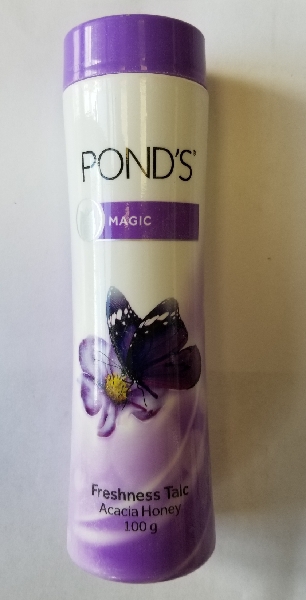 POND'S
MAGIC
Freshness Talc
Acacia Honey
100 g